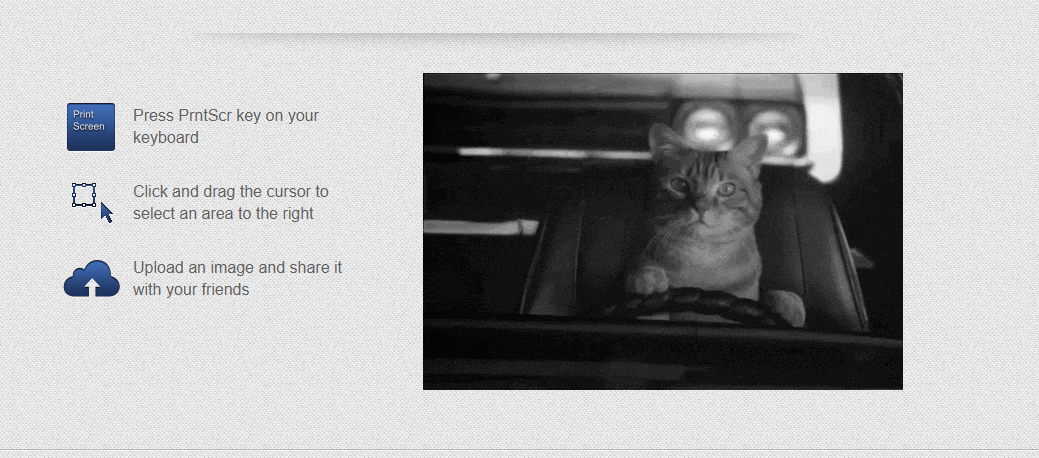 Print
Screen
Press PrntScr key on your
keyboard
Click and drag the cursor to
select an area to the right
Upload an image and share it
with your friends